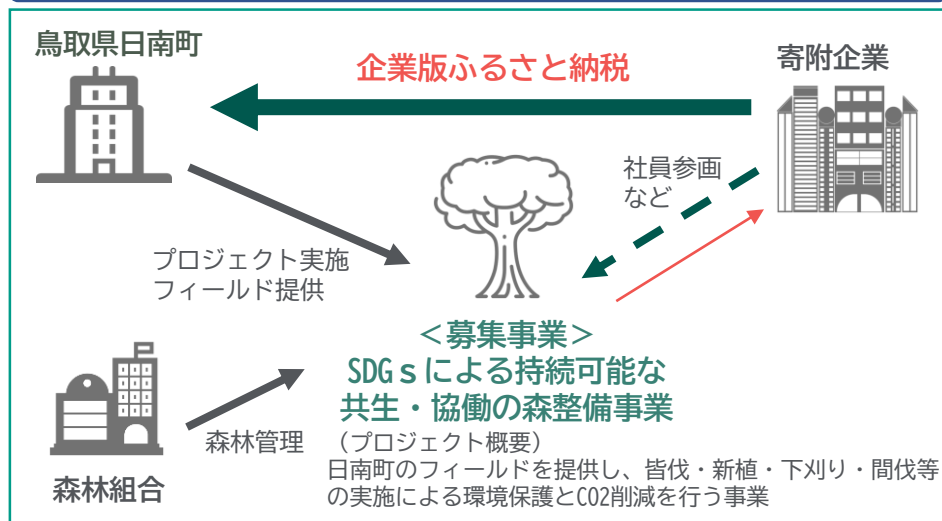 鳥取県日南町
企業版ふるさと納税
寄附企業
社員参画
など
プロジェクト実施
フィールド提供
＜募集事業＞
SDGｓによる持続可能な
共生・協働の森整備事業
森林管理
（プロジェクト概要）
日南町のフィールドを提供し、皆伐・新植・下刈り・間伐等
の実施による環境保護とCO2削減を行う事業
森林組合